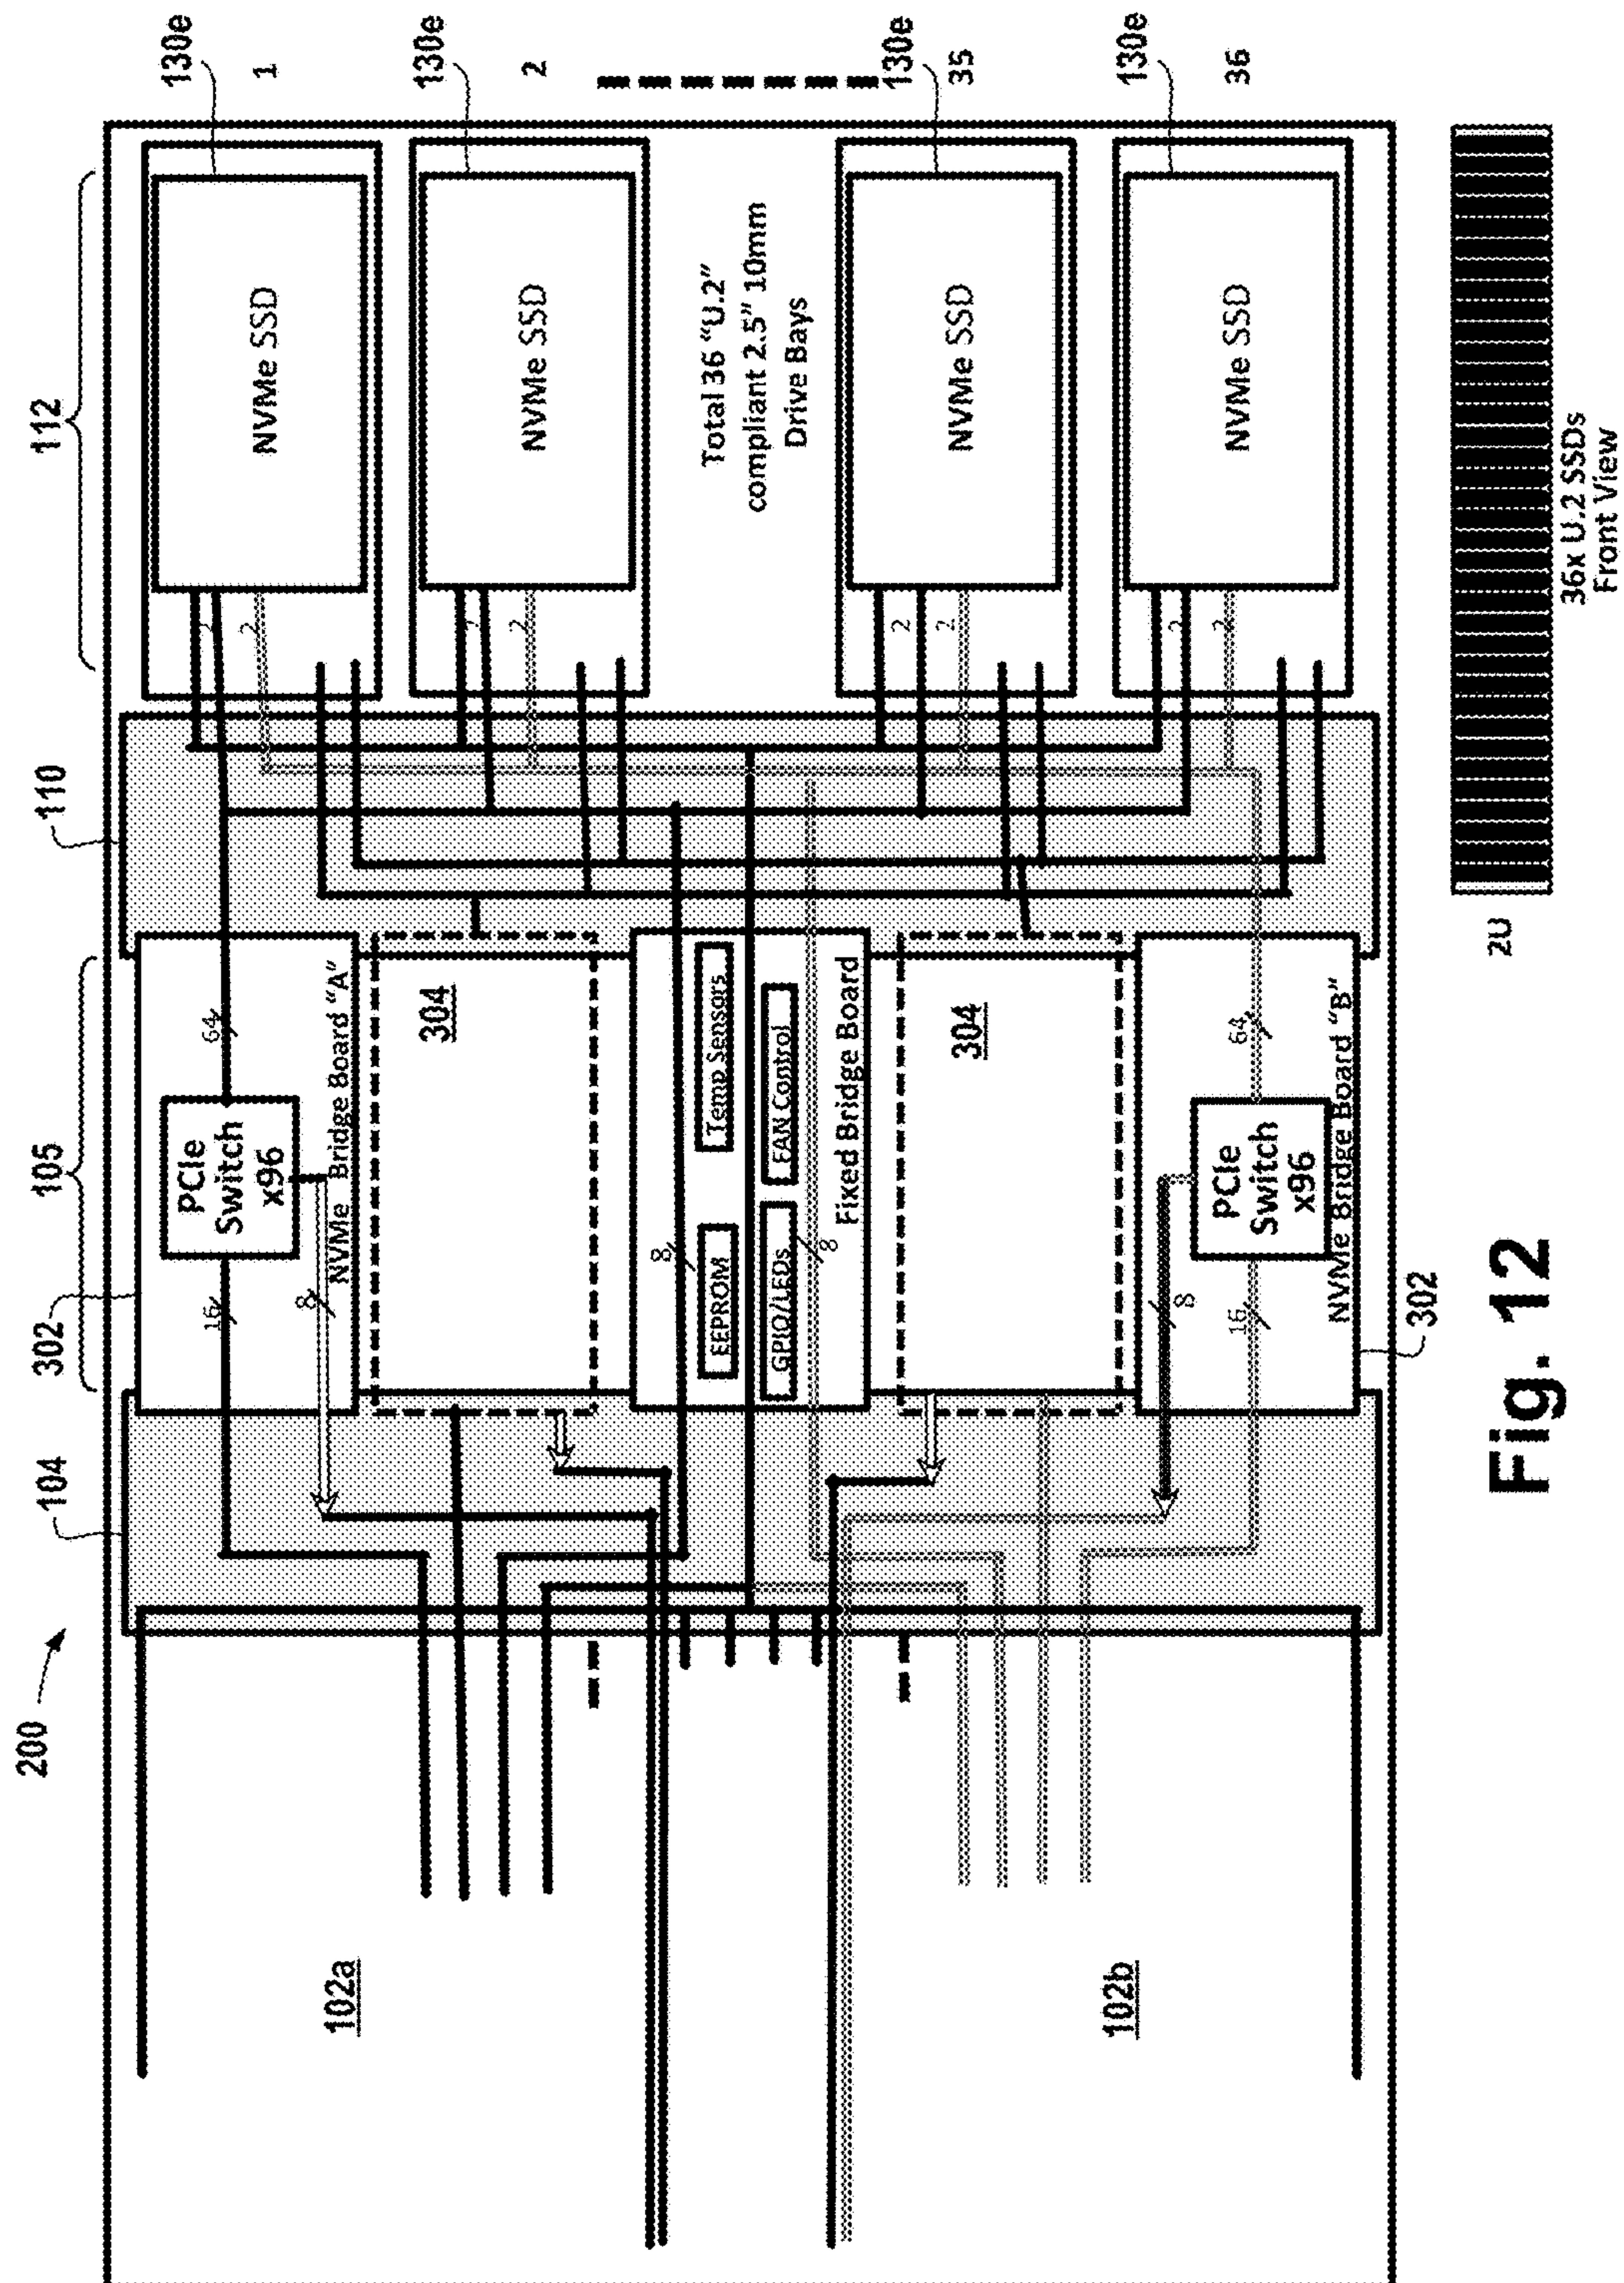 200
104
105
110
112
302
130e
1
130e
2
130e
35
130e
36
NVMe SSD
NVMe SSD
NVMe SSD
NVMe SSD
Total 36 “U.2”
compliant 2.5” 10mm
Drive Bays
2
2
2
2
2
2
2
2
PCIe
Switch
x96
16
64
8
NVMe Bridge Board “A”
304
8
EEPROM
Temp Sensors
GPIO/LEDs
FAN Control
8
Fixed Bridge Board
304
8
16
64
PCIe
Switch
x96
NVMe Bridge Board “B”
302
102a
102b
2U
36x U.2 SSDs
Front View
Fig. 12